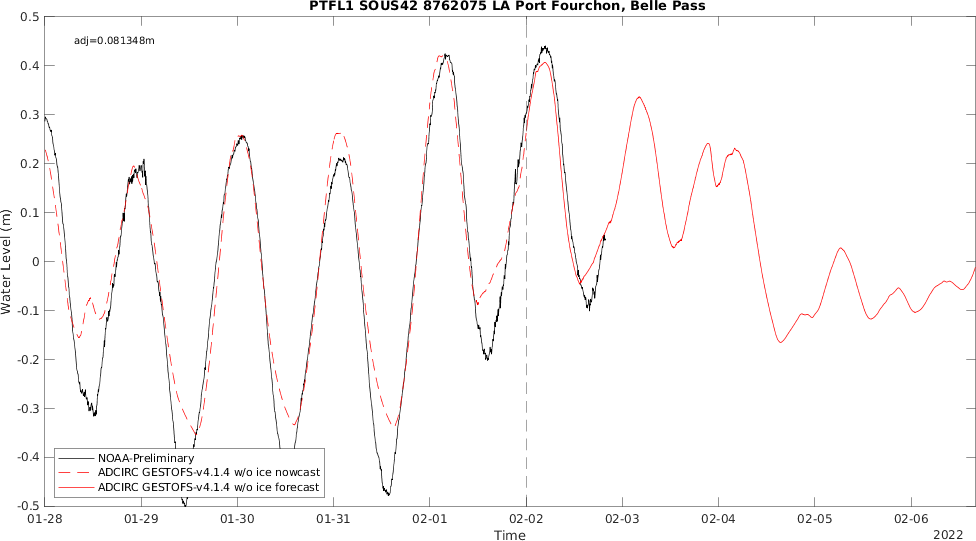 PTFL1 SOUS42 8762075 LA Port Fourchon, Belle Pass
adj=0.081348m
0.5
0.4
0.3
0.2
0.1
0
-0.1
-0.2
-0.3
-0.4
-0.5
Water Level (m)
NOAA-Preliminary
ADCIRC GESTOFS-v4.1.4 w/o ice nowcast
ADCIRC GESTOFS-v4.1.4 w/o ice forecast
01-28 01-29 01-30 01-31 02-01 02-02 02-03 02-04 02-05 02-06
Time
2022